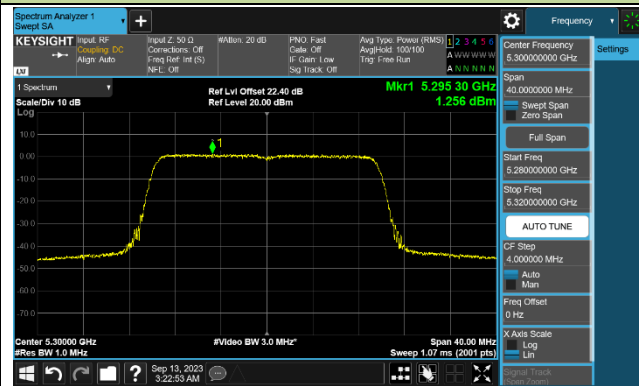 Spectrum Analyzer 1
Swept SA
Frequency
KEYSIGHT
Input: RF
Coupling: DC
Align: Auto
Input Z: 50 Ω
Corrections: Off
Freq Ref: Int (S)
NFE: Off
#Atten: 20 dB
PNO: Fast
Gate: Off
IF Gain: Low
Sig Track: Off
Avg Type: Power (RMS)
Avg|Hold: 100/100
Trig: Free Run
1 2 3 4 5 6
A W W W W W
A N N N N N
LXI
1 Spectrum
Scale/Div 10 dB
Log
Ref Lvl Offset 22.40 dB
Ref Level 20.00 dBm
Mkr1 5.295 30 GHz
1.256 dBm
1
10.0
0.00
-10.0
-20.0
-30.0
-40.0
-50.0
-60.0
-70.0
Center 5.30000 GHz
#Res BW 1.0 MHz
#Video BW 3.0 MHz*
Span 40.00 MHz
Sweep 1.07 ms (2001 pts)
Sep 13, 2023
3:22:53 AM
Center Frequency
5.300000000 GHz
Settings
Span
40.0000000 MHz
Swept Span
Zero Span
Full Span
Start Freq
5.280000000 GHz
Stop Freq
5.320000000 GHz
AUTO TUNE
CF Step
4.000000 MHz
Auto
Man
Freq Offset
0 Hz
X Axis Scale
Log
Lin
Signal Track
(Span Zoom)